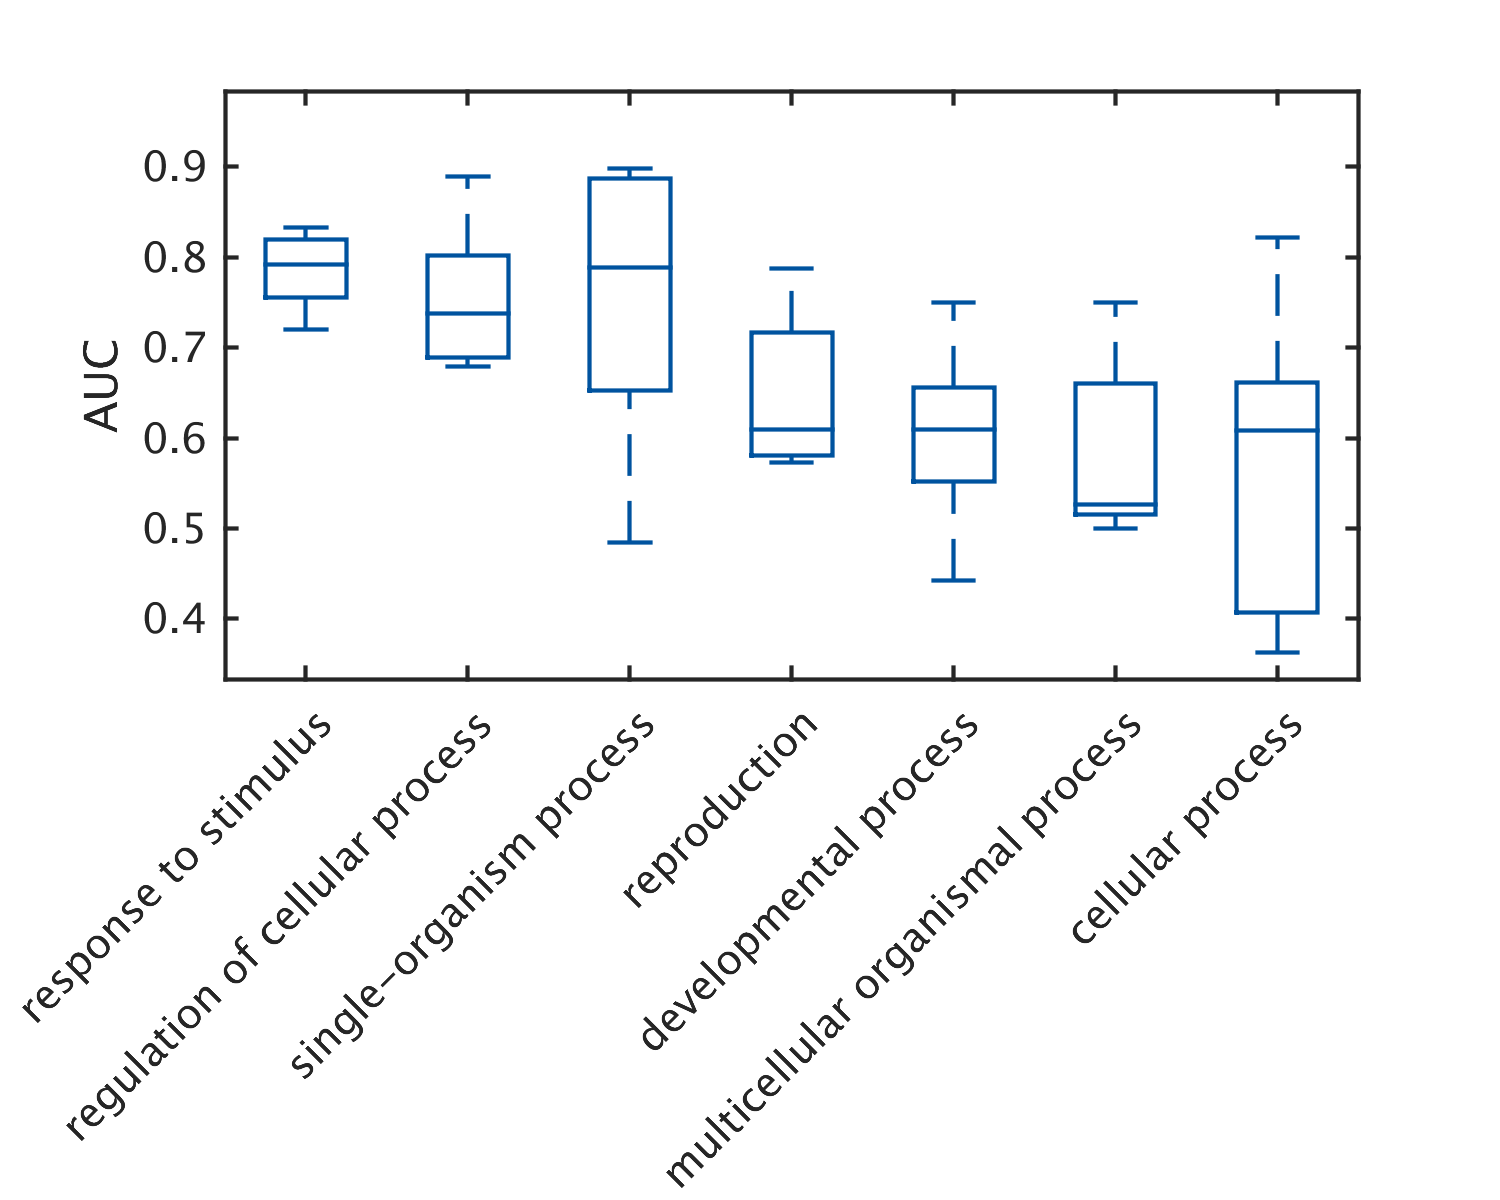 0.9
0.8
0.7
0.6
0.5
0.4
AUC
response to stimulus
regulation of cellular process
single–organism process
reproduction
developmental process
multicellular organismal process
cellular process